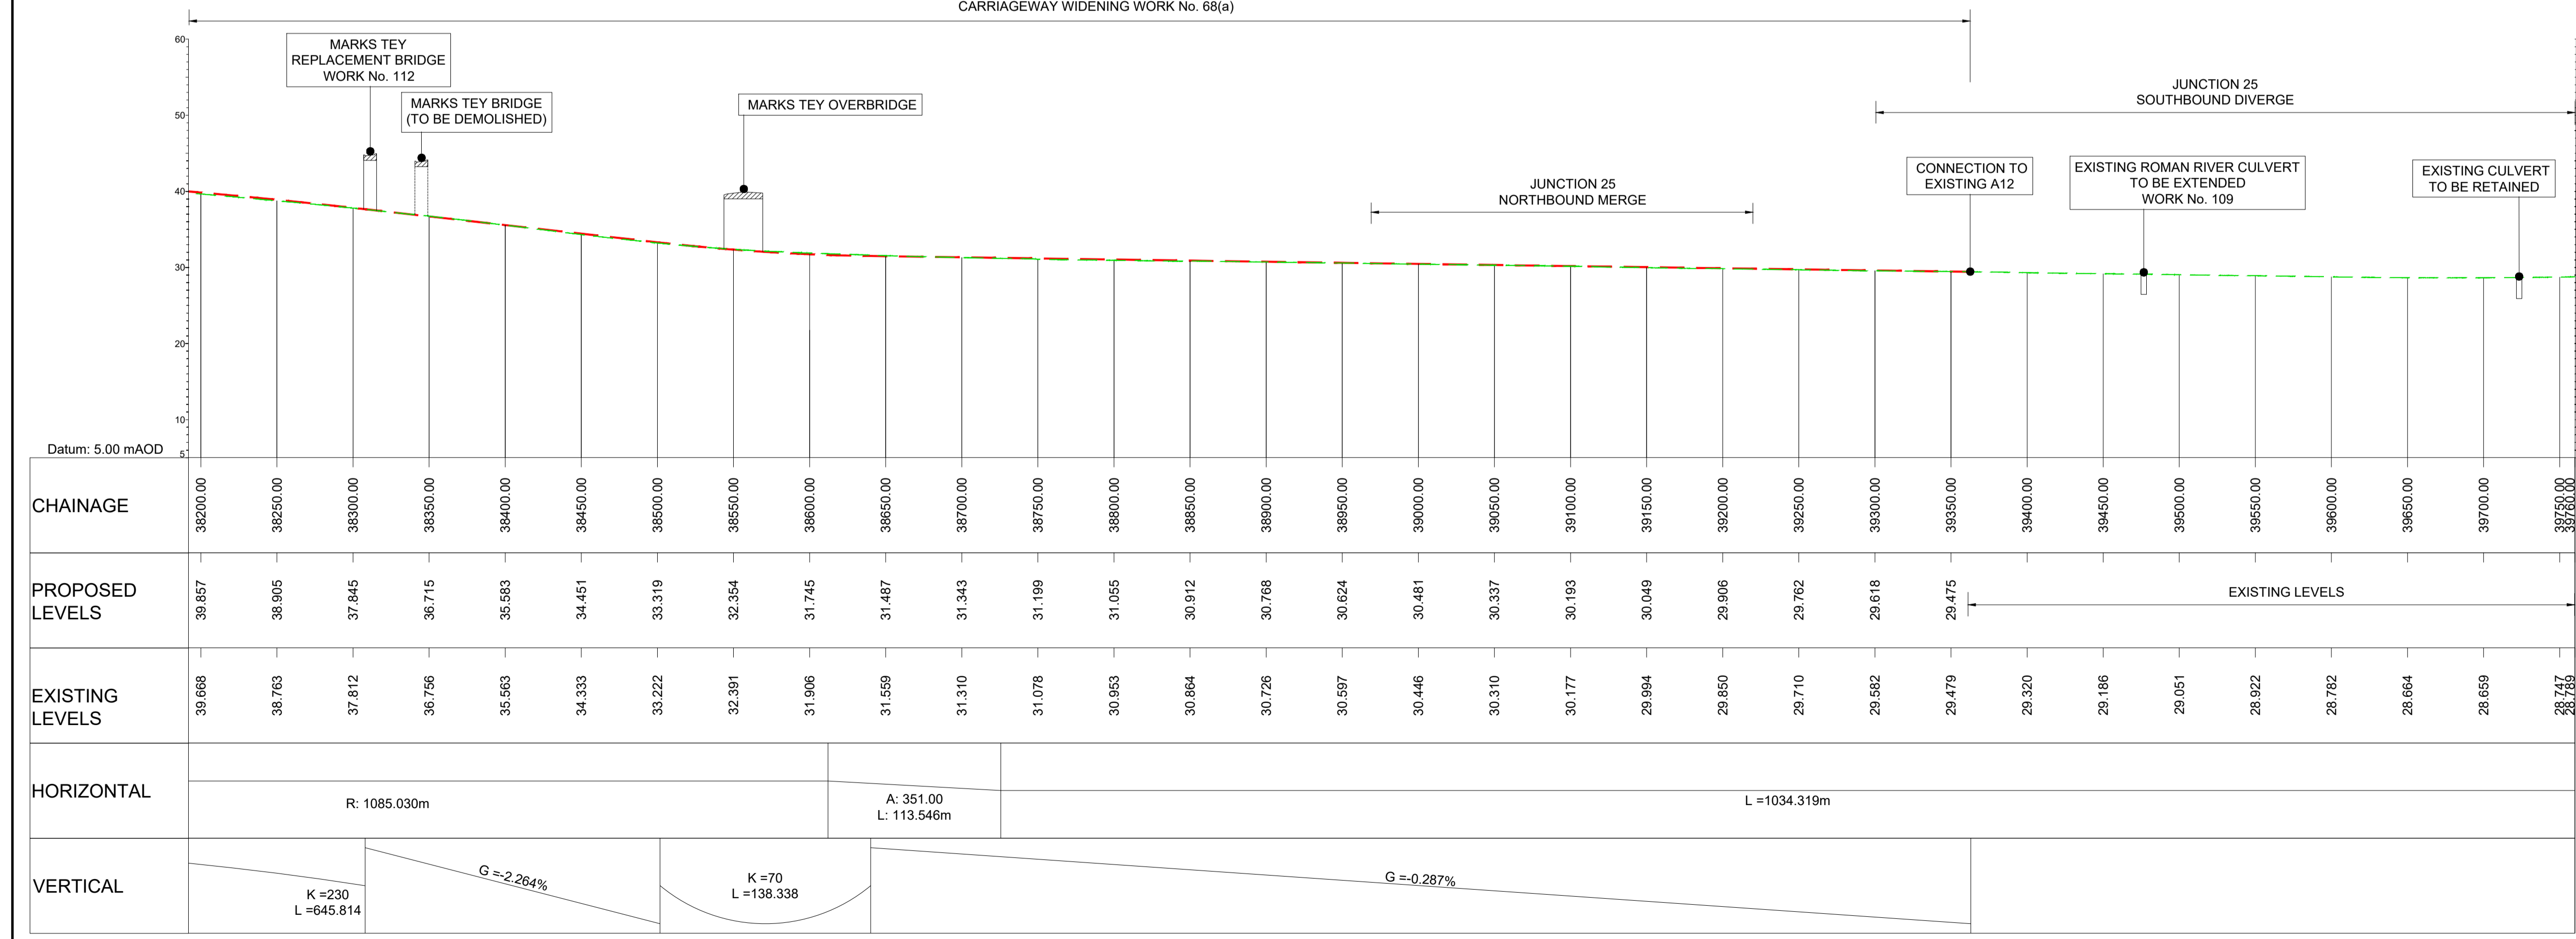 CARRIAGEWAY WIDENING WORK No. 68(a)
60
50
40
30
20
10
5
MARKS TEY
REPLACEMENT BRIDGE
WORK No. 112
MARKS TEY BRIDGE
(TO BE DEMOLISHED)
MARKS TEY OVERBRIDGE
JUNCTION 25
NORTHBOUND MERGE
JUNCTION 25
SOUTHBOUND DIVERGE
CONNECTION TO
EXISTING A12
EXISTING ROMAN RIVER CULVERT
TO BE EXTENDED
WORK No. 109
EXISTING CULVERT
TO BE RETAINED
Datum: 5.00 mAOD
CHAINAGE
38200.00 38250.00 38300.00 38350.00 38400.00 38450.00 38500.00 38550.00 38600.00 38650.00 38700.00 38750.00 38800.00 38850.00 38900.00 38950.00 39000.00 39050.00 39100.00 39150.00 39200.00 39250.00 39300.00 39350.00 39400.00 39450.00 39500.00 39550.00 39600.00 39650.00 39700.00 39750.00 39760.00
PROPOSED
LEVELS
39.857 38.905 37.845 36.715 35.583 34.451 33.319 32.354 31.745 31.487 31.343 31.199 31.055 30.912 30.768 30.624 30.481 30.337 30.193 30.049 29.906 29.762 29.618 29.475
EXISTING LEVELS
EXISTING
LEVELS
39.668 38.763 37.812 36.756 35.563 34.333 33.222 32.391 31.906 31.559 31.310 31.078 30.953 30.864 30.726 30.597 30.446 30.310 30.177 29.994 29.850 29.710 29.582 29.479 29.320 29.186 29.051 28.922 28.782 28.664 28.659 28.747 28.789
HORIZONTAL
R: 1085.030m
A: 351.00
L: 113.546m
L =1034.319m
VERTICAL
K =230
L =645.814
G =-2.264%
K =70
L =138.338
G =-0.287%